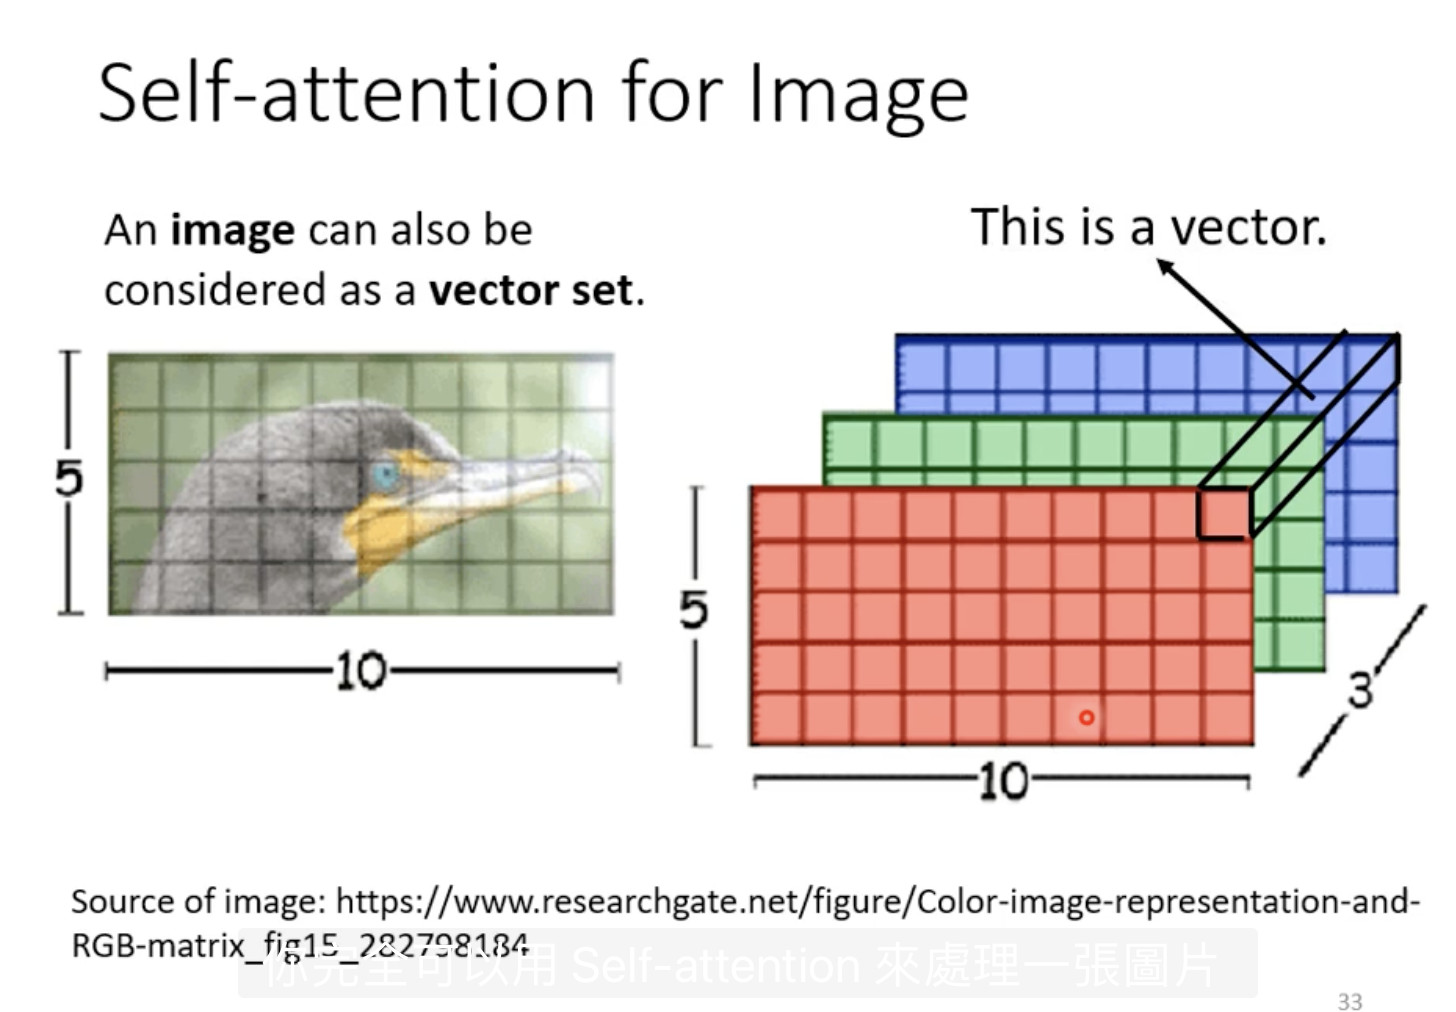 Self-attention for Image
An image can also be
considered as a vector set.
This is a vector.
5
10
5
10
3
Source of image: https://www.researchgate.net/figure/Color-image-representation-and-
RGB-matrix_fig15_282798184
你完全可以用 Self-attention 來處理一張圖片
33